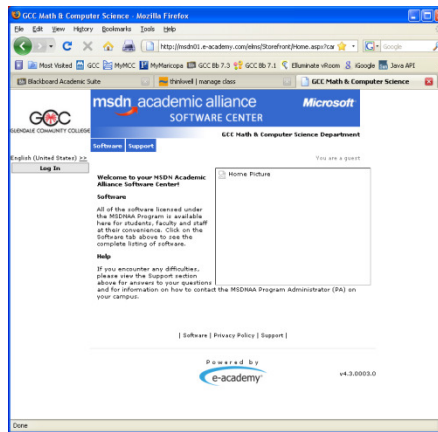 GCC Math & Computer Science - Mozilla Firefox
File Edit View History Bookmarks Tools Help
http://msdn01.e-academy.com/elms/Storefront/Home.aspx?car
Google
Most Visited GCC MyMCC MyMaricopa GCC Bb 7.3 GCC Bb 7.1 Elluminate vRoom iGoogle Java API
Blackboard Academic Suite
thinkwell | manage class
GCC Math & Computer Science
msdn academic alliance
SOFTWARE CENTER
Microsoft
GCC
GLENDALE COMMUNITY COLLEGE
GCC Math & Computer Science Department
Software Support
English (United States) >>
You are a guest
Log In
Welcome to your MSDN Academic
Alliance Software Center!
Home Picture
Software
All of the software licensed under
the MSDNAA Program is available
here for students, faculty and staff
at their convenience. Click on the
Software tab above to see the
complete listing of software.
Help
If you encounter any difficulties,
please view the Support section
above for answers to your questions
and for information on how to contact the MSDNAA Program Administrator (PA) on
your campus.
| Software | Privacy Policy | Support |
Powered by
e-academy
v4.3.0003.0
Done